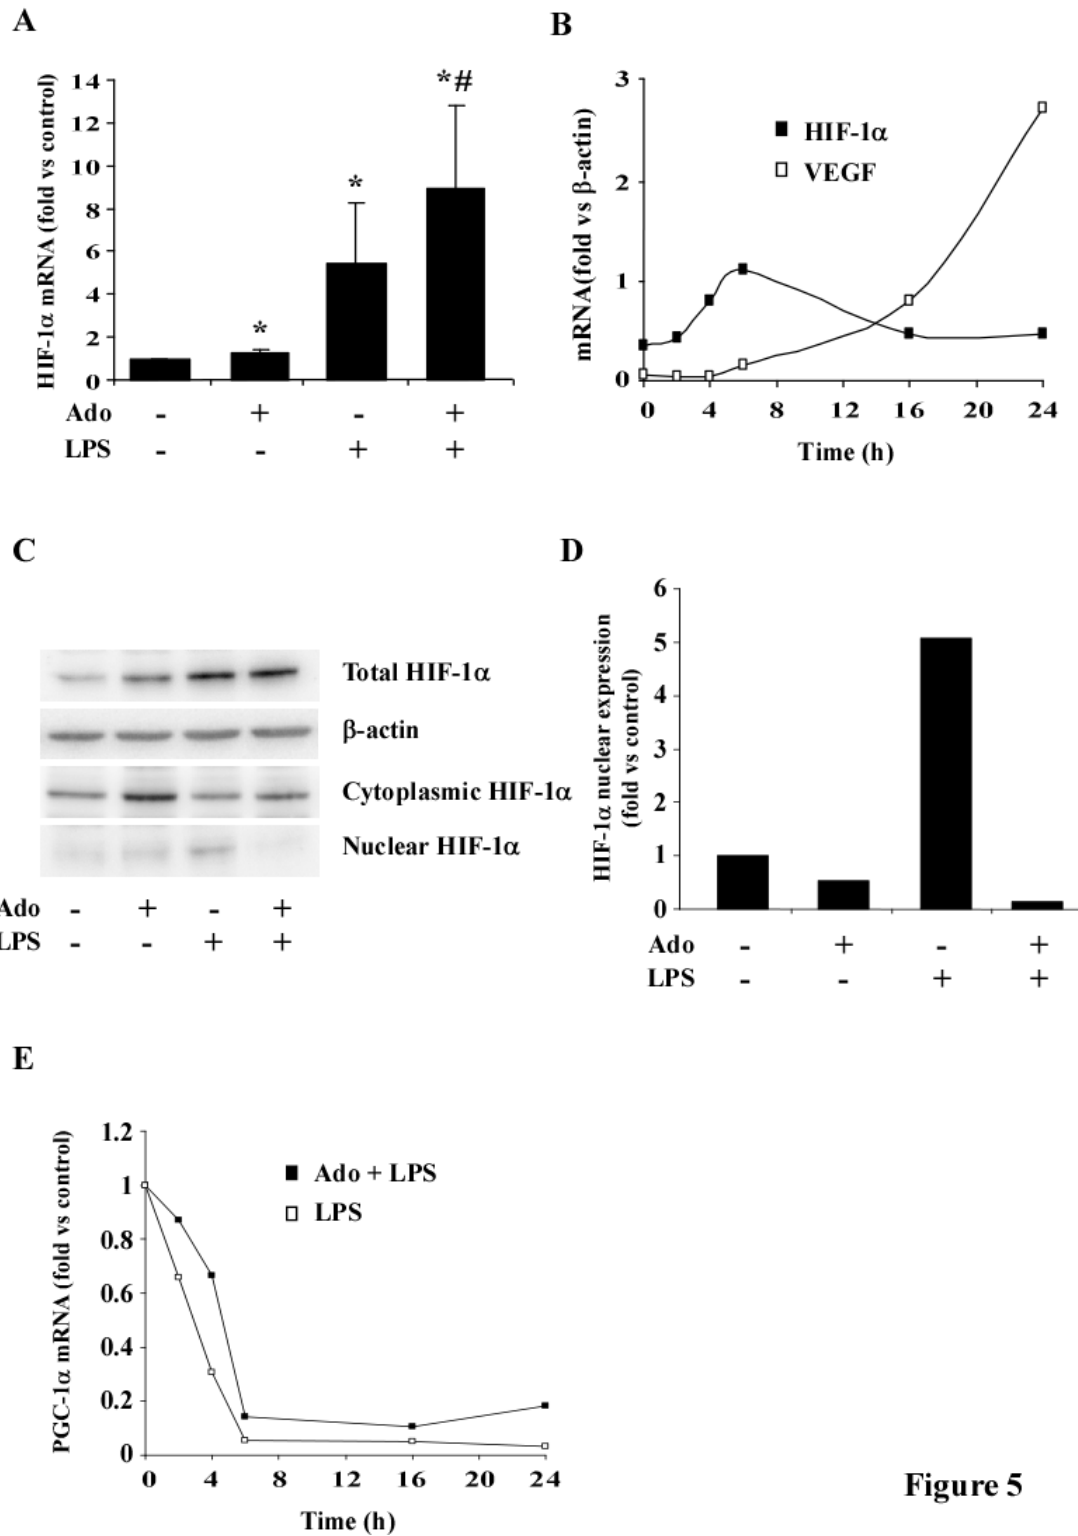 A
HIF-1α mRNA (fold vs control)
14
12
10
8
6
4
2
0
*
*
*#
Ado - + - +
LPS - - + +
B
mRNA(fold vs β-actin)
3
2
1
0
HIF-1α
VEGF
0 4 8 12 16 20 24
Time (h)
C
Total HIF-1α
β-actin
Cytoplasmic HIF-1α
Nuclear HIF-1α
Ado - + - +
LPS - - + +
D
HIF-1α nuclear expression
(fold vs control)
6
5
4
3
2
1
0
Ado - + - +
LPS - - + +
E
PGC-1α mRNA (fold vs control)
1.2
1
0.8
0.6
0.4
0.2
0
Ado + LPS
LPS
0 4 8 12 16 20 24
Time (h)
Figure 5